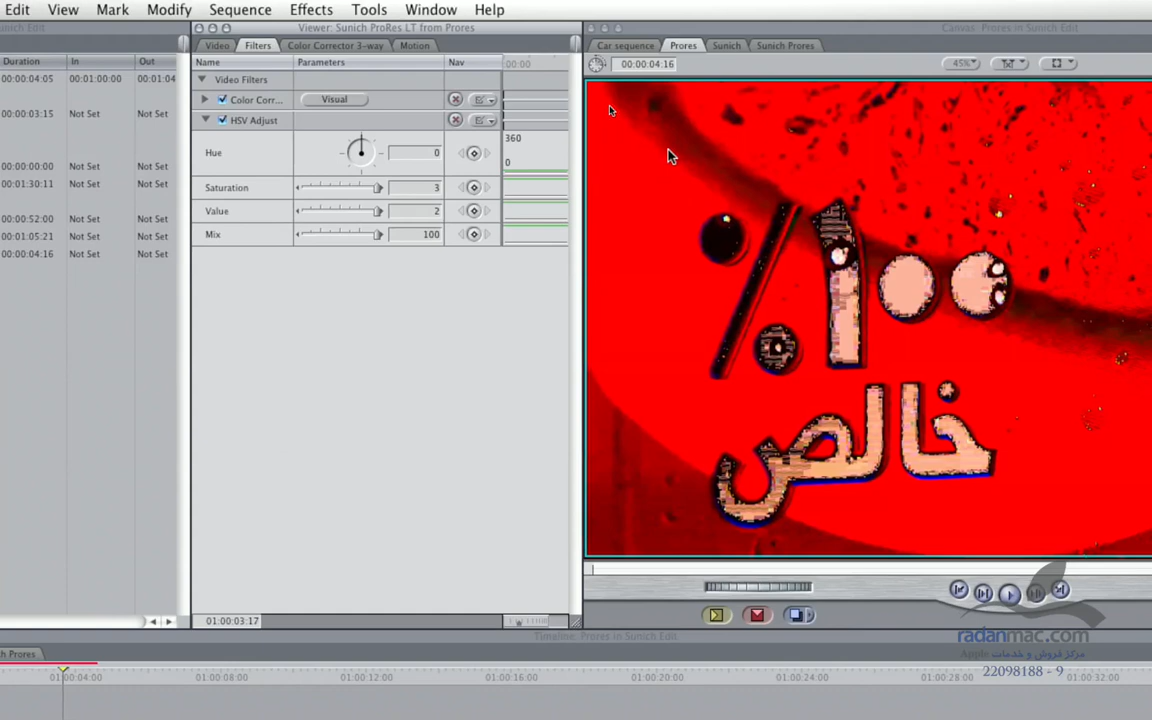 Edit View Mark Modify Sequence Effects Tools Window Help
Viewer: Sunich ProRes LT from Prores
Canvas: Prores in Sunich Edit
Video Filters Color Corrector 3-way Motion
Car sequence Prores Sunich Sunich Prores
Duration In Out
Name Parameters Nav 00:00
00:00:04:16 45%
00:00:04:05 00:01:00:00 00:01:04
Video Filters
Color Corr... Visual
00:00:03:15 Not Set Not Set
HSV Adjust
360
Hue 0
0
00:00:00:00 Not Set Not Set
00:01:30:11 Not Set Not Set
Saturation 3
Value 2
00:00:52:00 Not Set Not Set
00:01:05:21 Not Set Not Set
Mix 100
00:00:04:16 Not Set Not Set
٪۱۰۰
خالص
01:00:03:17
Timeline: Prores in Sunich Edit
radanmac.com
مرکز فروش و خدمات Apple
22098188 - 9
ch Prores
01:00:04:00 01:00:08:00 01:00:12:00 01:00:16:00 01:00:20:00 01:00:24:00 01:00:28:00 01:00:32:00